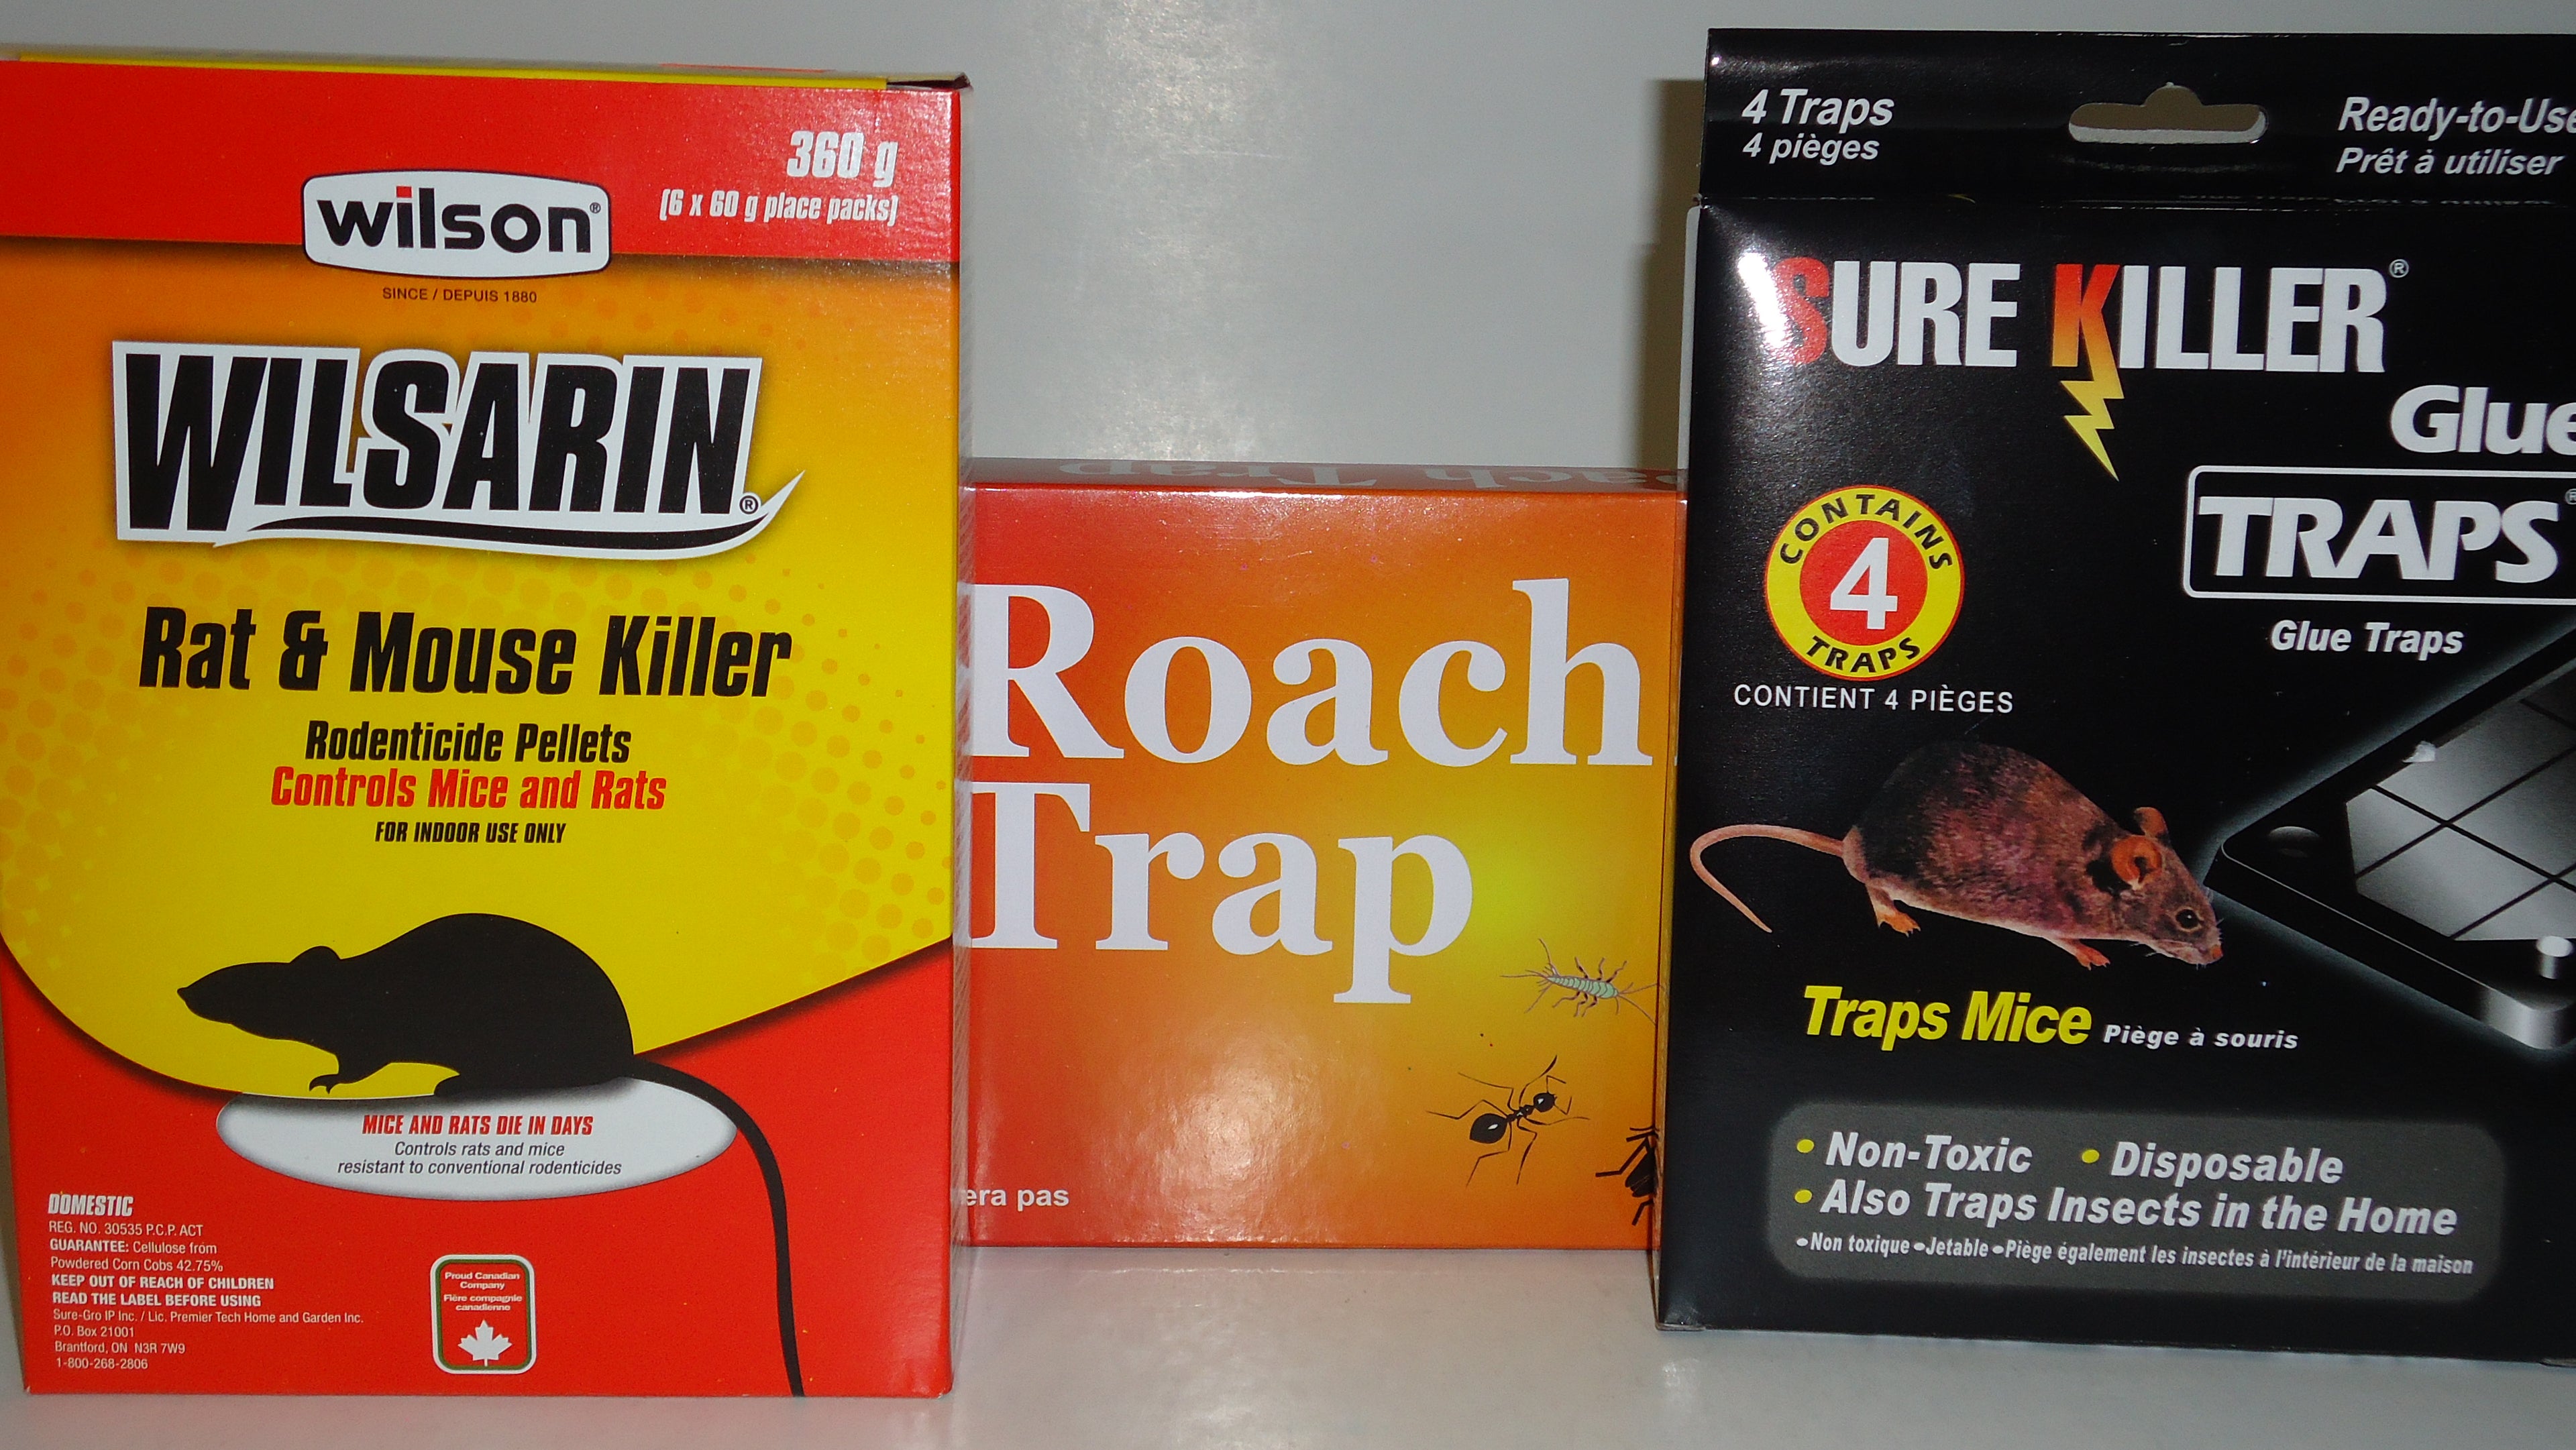 360 g
(6 x 60 g place packs)
wilson®
SINCE / DEPUIS 1880
WILSARIN®
Rat & Mouse Killer
Rodenticide Pellets
Controls Mice and Rats
FOR INDOOR USE ONLY
MICE AND RATS DIE IN DAYS
Controls rats and mice
resistant to conventional rodenticides
DOMESTIC
REG. NO. 30535 P.C.P. ACT
GUARANTEE: Cellulose from
Powdered Corn Cobs 42.75%
KEEP OUT OF REACH OF CHILDREN
READ THE LABEL BEFORE USING
Sure-Gro IP Inc. / Lic. Premier Tech Home and Garden Inc.
P.O. Box 21001
Brantford, ON N3R 7W9
1-800-268-2806
Proud Canadian
Company
Fière compagnie
canadienne
Roach Trap
Roach
Trap
era pas
4 Traps
4 pièges
Ready-to-Use
Prêt à utiliser
SURE KILLER®
Glue
TRAPS®
Glue Traps
CONTAINS
4
TRAPS
CONTIENT 4 PIÈGES
Traps Mice Piège à souris
• Non-Toxic • Disposable
• Also Traps Insects in the Home
•Non toxique •Jetable •Piège également les insectes à l'intérieur de la maison